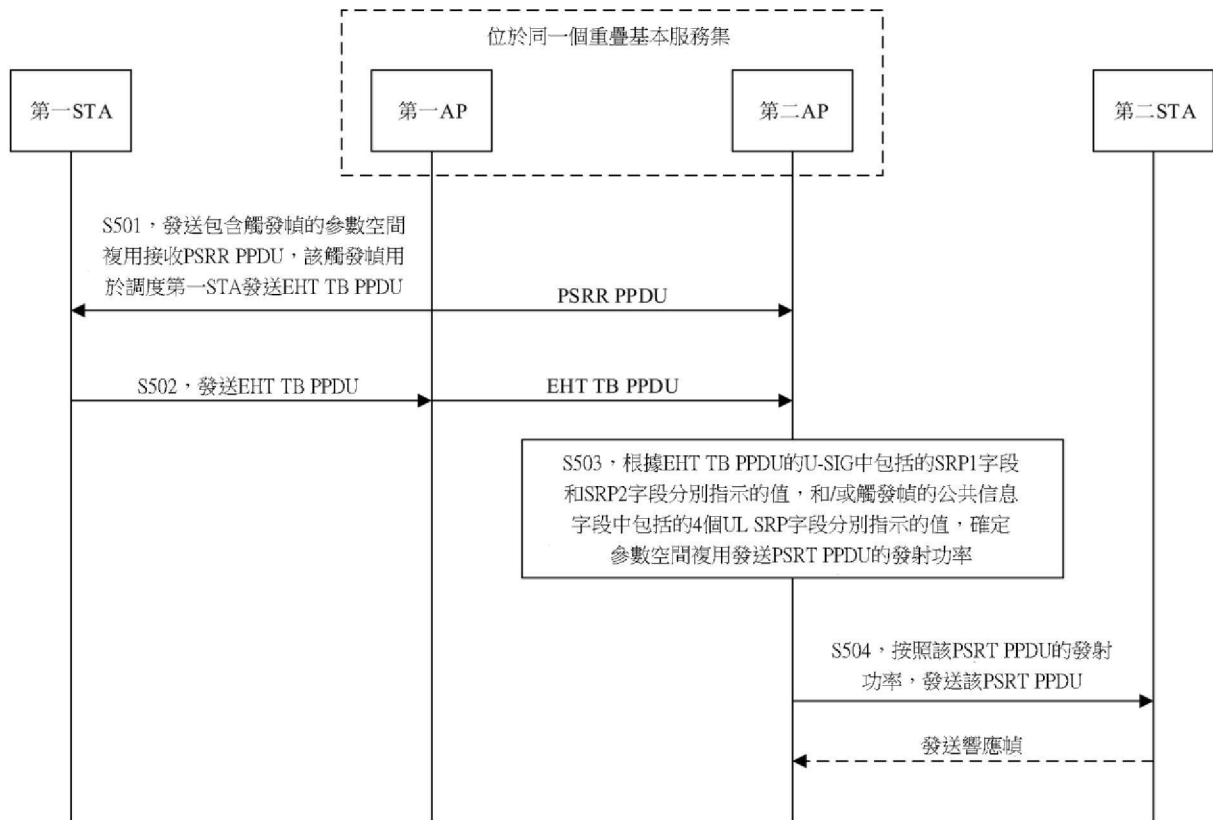 位於同一個重疊基本服務集
第一STA
第一AP
第二AP
第二STA
S501，發送包含觸發幀的參數空間
複用接收PSRR PPDU，該觸發幀用
於調度第一STA發送EHT TB PPDU
PSRR PPDU
S502，發送EHT TB PPDU
EHT TB PPDU
S503，根據EHT TB PPDU的U-SIG中包括的SRP1字段
和SRP2字段分別指示的值，和/或觸發幀的公共信息
字段中包括的4個UL SRP字段分別指示的值，確定
參數空間複用發送PSRT PPDU的發射功率
S504，按照該PSRT PPDU的發射
功率，發送該PSRT PPDU
發送響應幀